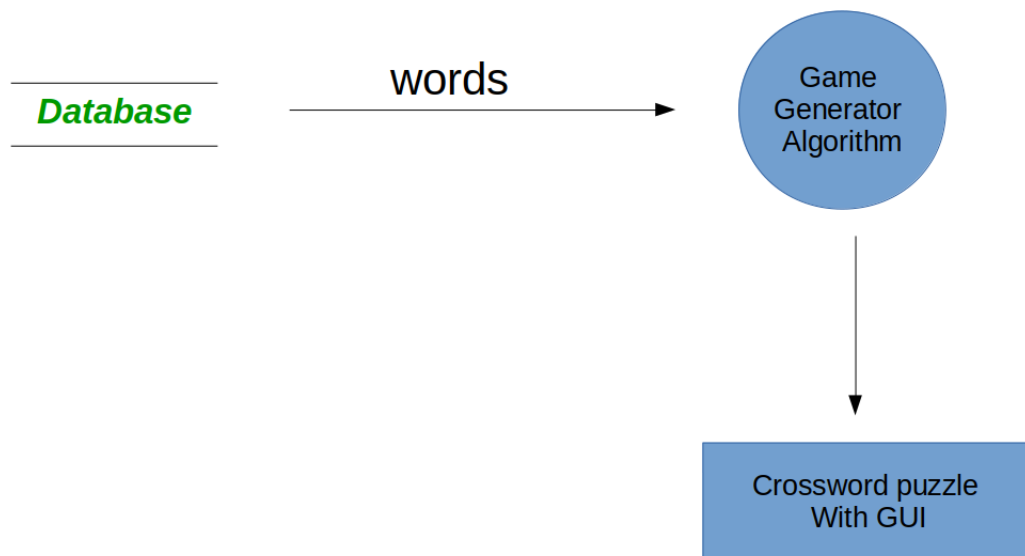 words
Database
Game
Generator
Algorithm
Crossword puzzle
With GUI